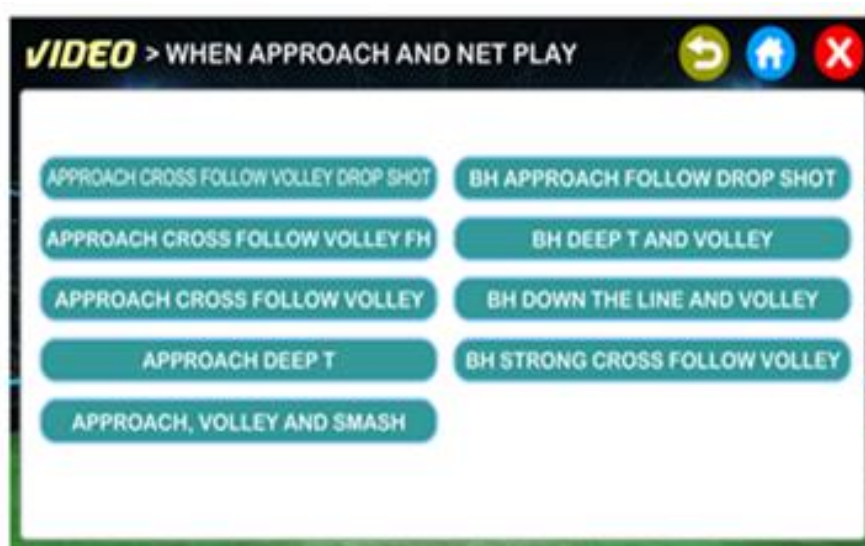 VIDEO > WHEN APPROACH AND NET PLAY
APPROACH CROSS FOLLOW VOLLEY DROP SHOT
APPROACH CROSS FOLLOW VOLLEY FH
APPROACH CROSS FOLLOW VOLLEY
APPROACH DEEP T
APPROACH, VOLLEY AND SMASH
BH APPROACH FOLLOW DROP SHOT
BH DEEP T AND VOLLEY
BH DOWN THE LINE AND VOLLEY
BH STRONG CROSS FOLLOW VOLLEY